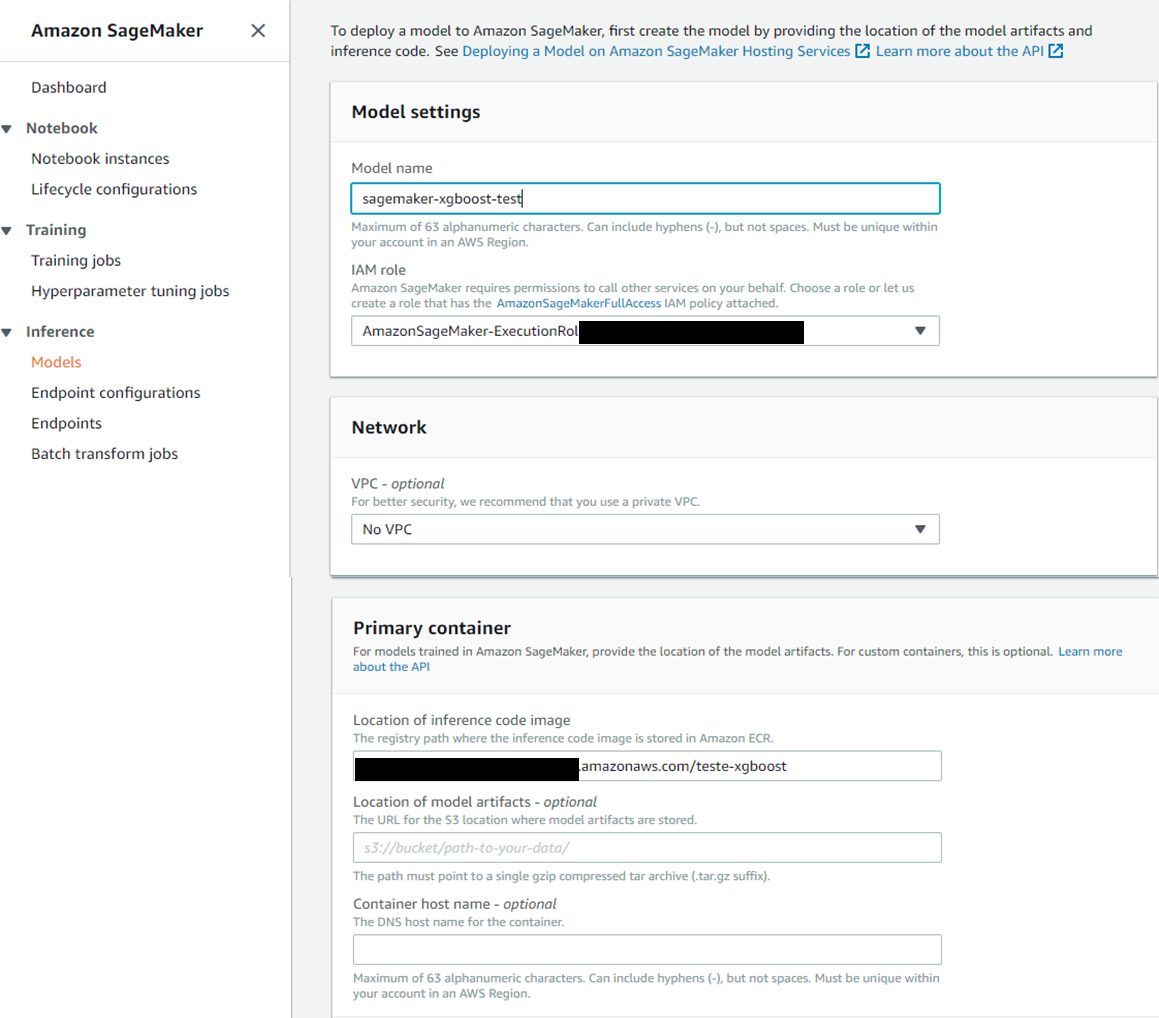 Amazon SageMaker
Dashboard
Notebook
Notebook instances
Lifecycle configurations
Training
Training jobs
Hyperparameter tuning jobs
Inference
Models
Endpoint configurations
Endpoints
Batch transform jobs
To deploy a model to Amazon SageMaker, first create the model by providing the location of the model artifacts and
inference code. See Deploying a Model on Amazon SageMaker Hosting Services Learn more about the API
Model settings
Model name
sagemaker-xgboost-test
Maximum of 63 alphanumeric characters. Can include hyphens (-), but not spaces. Must be unique within
your account in an AWS Region.
IAM role
Amazon SageMaker requires permissions to call other services on your behalf. Choose a role or let us
create a role that has the AmazonSageMakerFullAccess IAM policy attached.
AmazonSageMaker-ExecutionRol
Network
VPC - optional
For better security, we recommend that you use a private VPC.
No VPC
Primary container
For models trained in Amazon SageMaker, provide the location of the model artifacts. For custom containers, this is optional. Learn more
about the API
Location of inference code image
The registry path where the inference code image is stored in Amazon ECR.
.amazonaws.com/teste-xgboost
Location of model artifacts - optional
The URL for the S3 location where model artifacts are stored.
s3://bucket/path-to-your-data/
The path must point to a single gzip compressed tar archive (.tar.gz suffix).
Container host name - optional
The DNS host name for the container.
Maximum of 63 alphanumeric characters. Can include hyphens (-), but not spaces. Must be unique within
your account in an AWS Region.